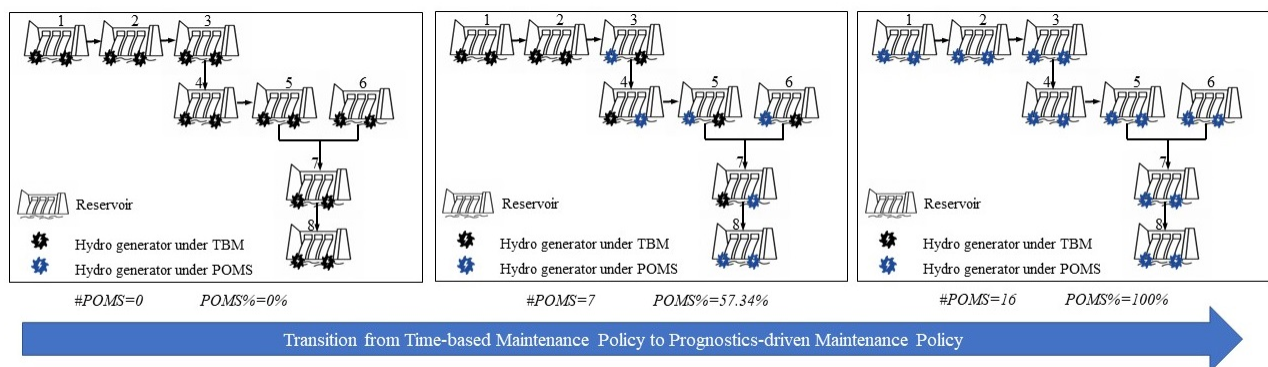 1 2 3
4 5 6
7
8
Reservoir
Hydro generator under TBM
Hydro generator under POMS
#POMS=0 POMS%=0%
1 2 3
4 5 6
7
8
Reservoir
Hydro generator under TBM
Hydro generator under POMS
#POMS=7 POMS%=57.34%
1 2 3
4 5 6
7
8
Reservoir
Hydro generator under TBM
Hydro generator under POMS
#POMS=16 POMS%=100%
Transition from Time-based Maintenance Policy to Prognostics-driven Maintenance Policy